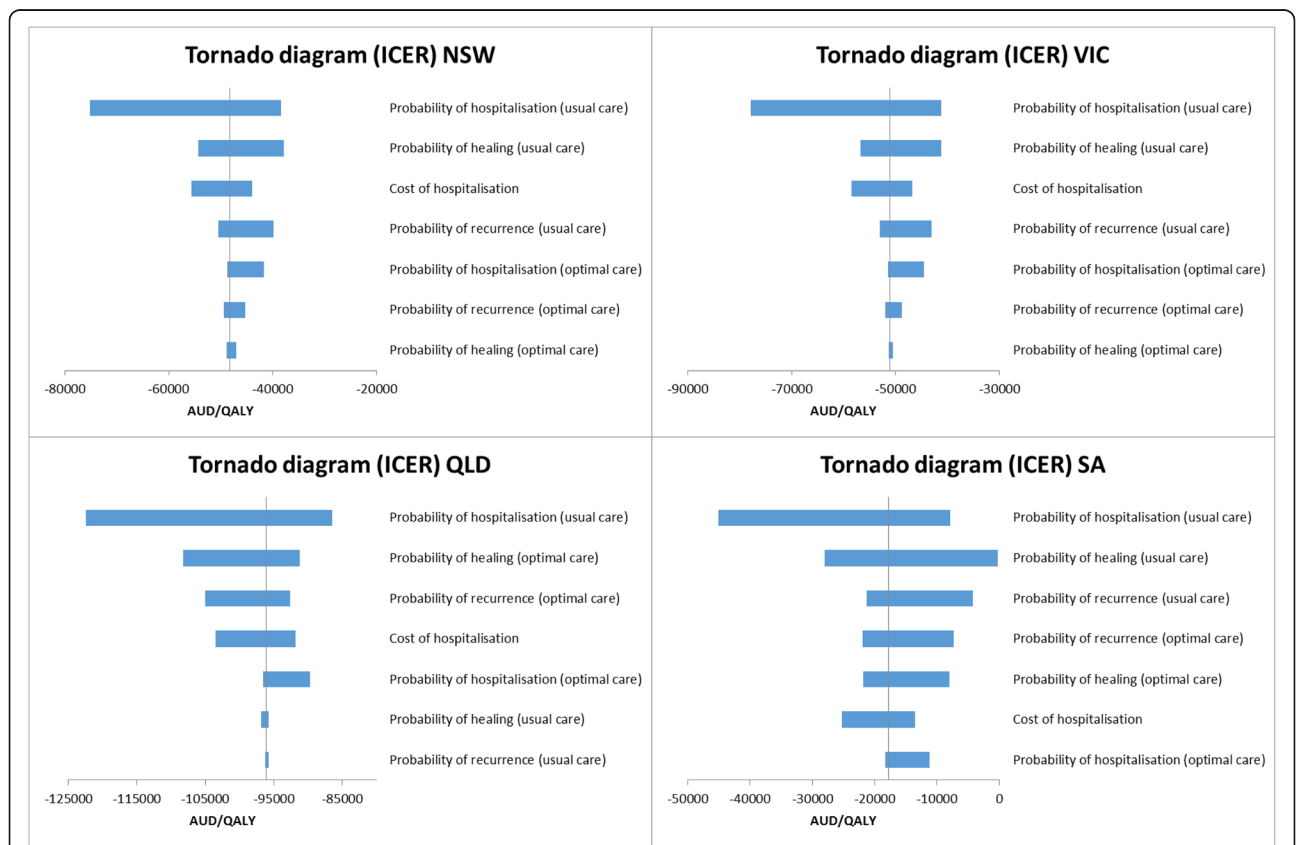 Tornado diagram (ICER) NSW
Probability of hospitalisation (usual care)
Probability of healing (usual care)
Cost of hospitalisation
Probability of recurrence (usual care)
Probability of hospitalisation (optimal care)
Probability of recurrence (optimal care)
Probability of healing (optimal care)
-80000 -60000 -40000 -20000
AUD/QALY
Tornado diagram (ICER) VIC
Probability of hospitalisation (usual care)
Probability of healing (usual care)
Cost of hospitalisation
Probability of recurrence (usual care)
Probability of hospitalisation (optimal care)
Probability of recurrence (optimal care)
Probability of healing (optimal care)
-90000 -70000 -50000 -30000
AUD/QALY
Tornado diagram (ICER) QLD
Probability of hospitalisation (usual care)
Probability of healing (optimal care)
Probability of recurrence (optimal care)
Cost of hospitalisation
Probability of hospitalisation (optimal care)
Probability of healing (usual care)
Probability of recurrence (usual care)
-125000 -115000 -105000 -95000 -85000
AUD/QALY
Tornado diagram (ICER) SA
Probability of hospitalisation (usual care)
Probability of healing (usual care)
Probability of recurrence (usual care)
Probability of recurrence (optimal care)
Probability of healing (optimal care)
Cost of hospitalisation
Probability of hospitalisation (optimal care)
-50000 -40000 -30000 -20000 -10000 0
AUD/QALY